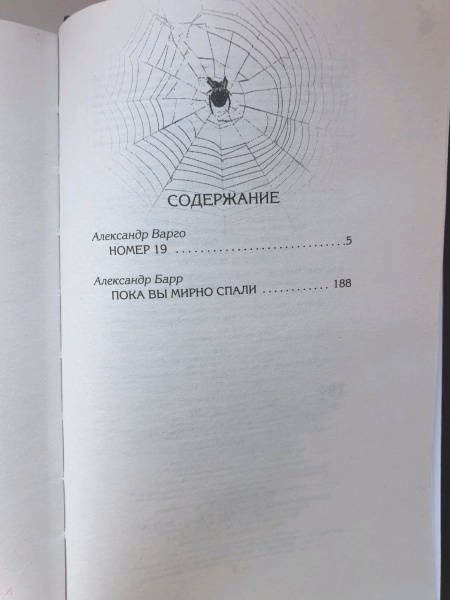 СОДЕРЖАНИЕ
Александр Варго
НОМЕР 19 ............................5
Александр Барр
ПОКА ВЫ МИРНО СПАЛИ ............ 188